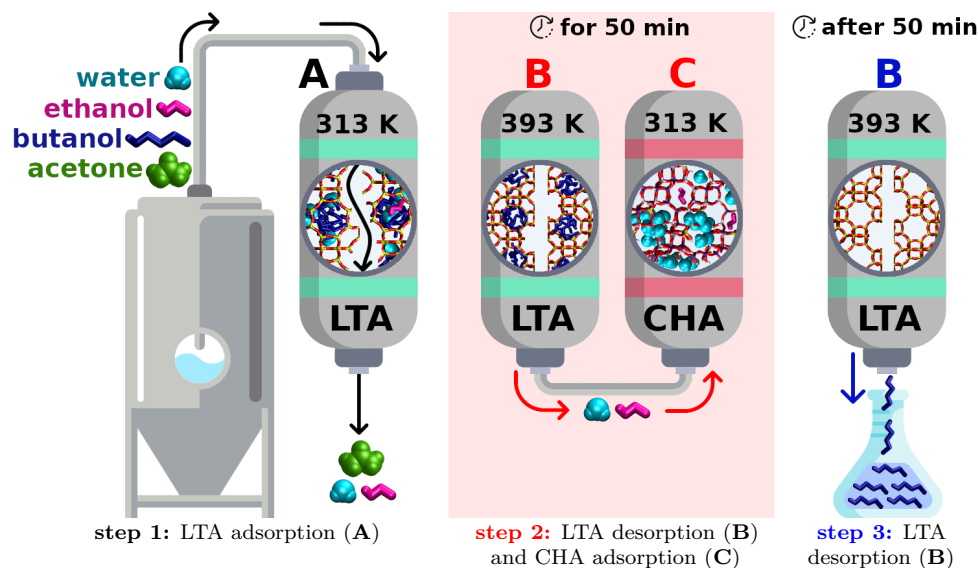 water
ethanol
butanol
acetone
A
313 K
LTA
step 1: LTA adsorption (A)
for 50 min
B
C
393 K
313 K
LTA
CHA
step 2: LTA desorption (B)
and CHA adsorption (C)
after 50 min
B
393 K
LTA
step 3: LTA
desorption (B)